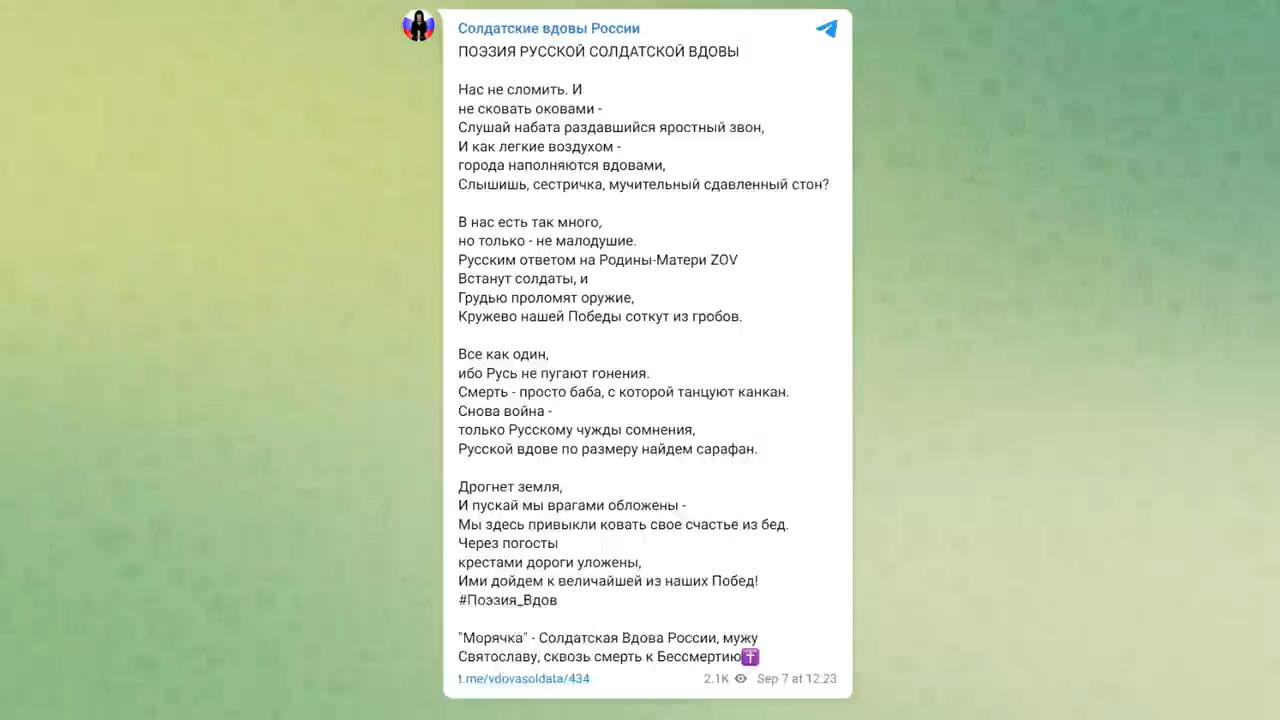 Солдатские вдовы России
ПОЭЗИЯ РУССКОЙ СОЛДАТСКОЙ ВДОВЫ
Нас не сломить. И
не сковать оковами -
Слушай набата раздавшийся яростный звон,
И как легкие воздухом -
города наполняются вдовами,
Слышишь, сестричка, мучительный сдавленный стон?
В нас есть так много,
но только - не малодушие.
Русским ответом на Родины-Матери ZOV
Встанут солдаты, и
Грудью проломят оружие,
Кружево нашей Победы соткут из гробов.
Все как один,
ибо Русь не пугают гонения.
Смерть - просто баба, с которой танцуют канкан.
Снова война -
только Русскому чужды сомнения,
Русской вдове по размеру найдем сарафан.
Дрогнет земля,
И пускай мы врагами обложены -
Мы здесь привыкли ковать свое счастье из бед.
Через погосты
крестами дороги уложены,
Ими дойдем к величайшей из наших Побед!
#Поэзия_Вдов
"Морячка" - Солдатская Вдова России, мужу
Святославу, сквозь смерть к Бессмертию✝️
t.me/vdovasoldata/434 2.1K Sep 7 at 12:23